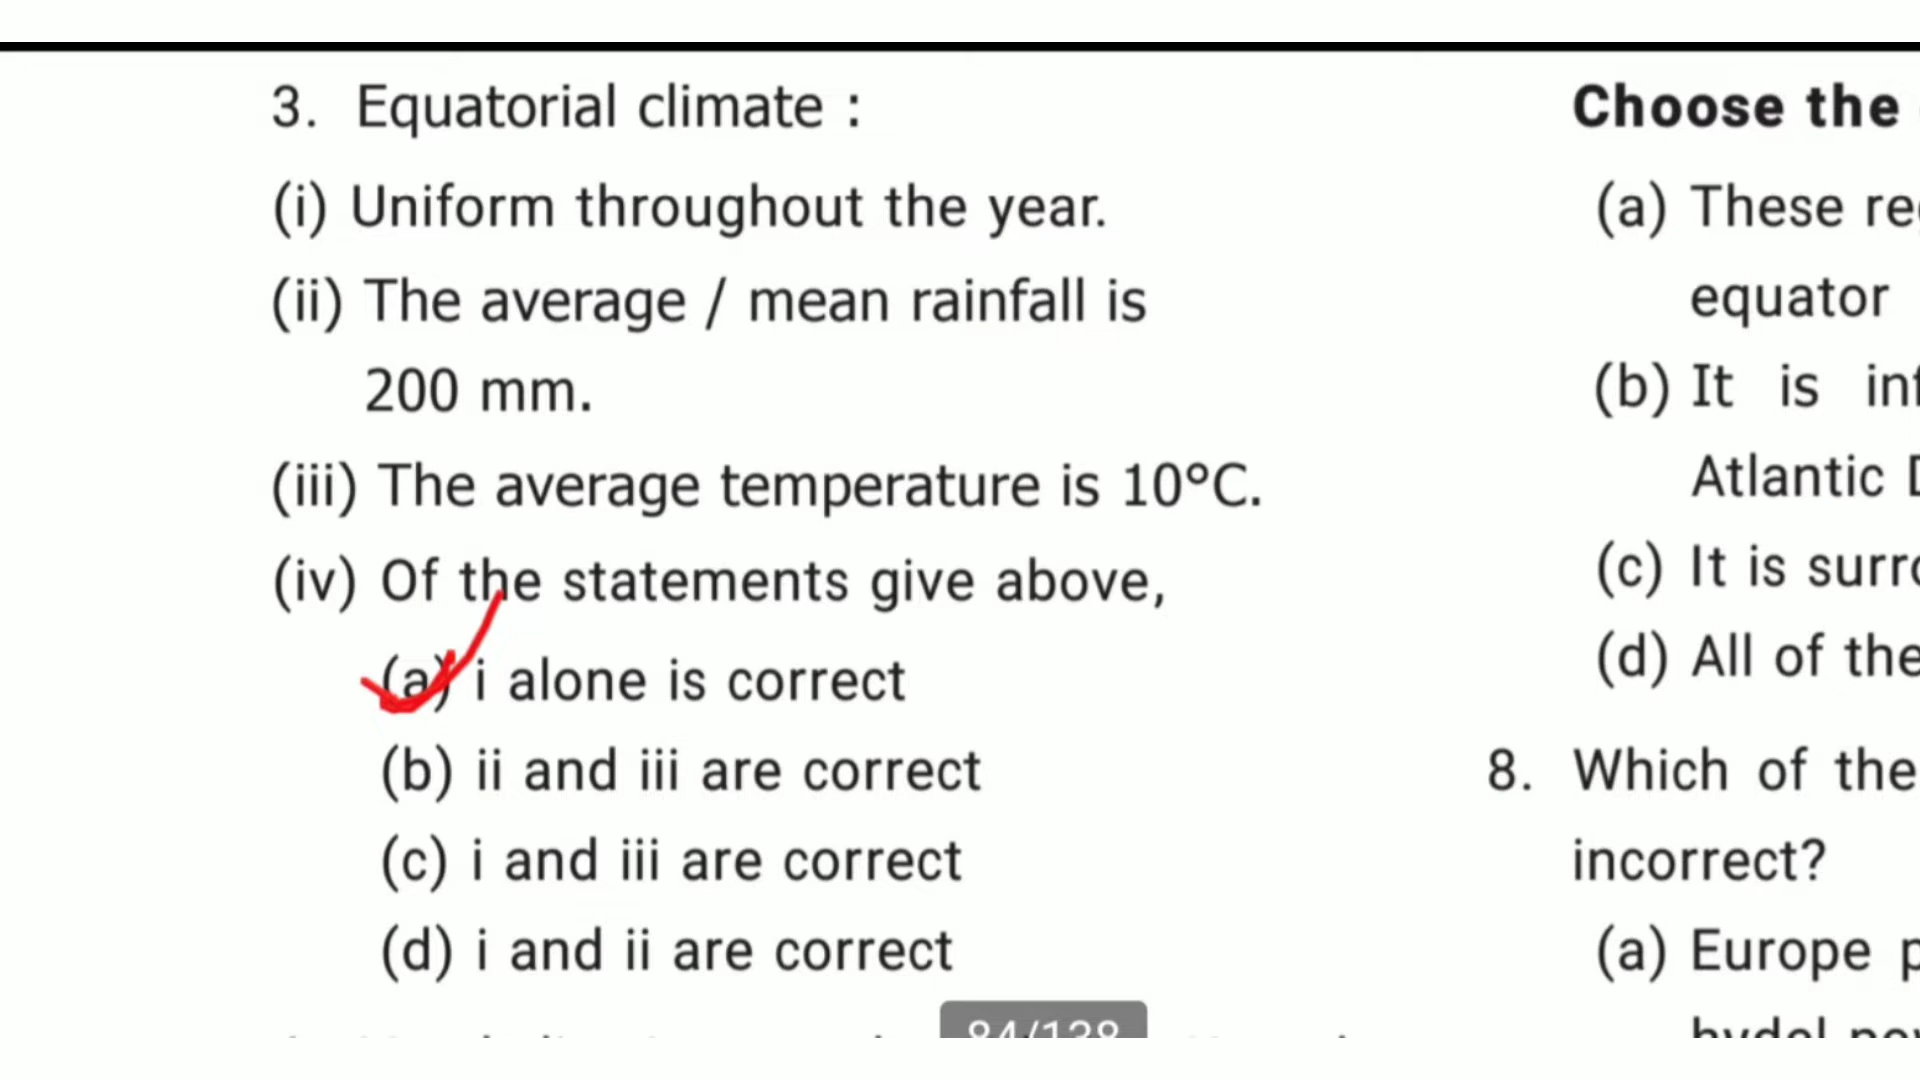 3. Equatorial climate :
(i) Uniform throughout the year.
(ii) The average / mean rainfall is
200 mm.
(iii) The average temperature is 10°C.
(iv) Of the statements give above,
(a) i alone is correct
(b) ii and iii are correct
(c) i and iii are correct
(d) i and ii are correct
84/138
Choose the
(a) These
equator
(b) It is
Atlantic
(c) It is
(d) All of the
8. Which of the
incorrect?
(a) Europe